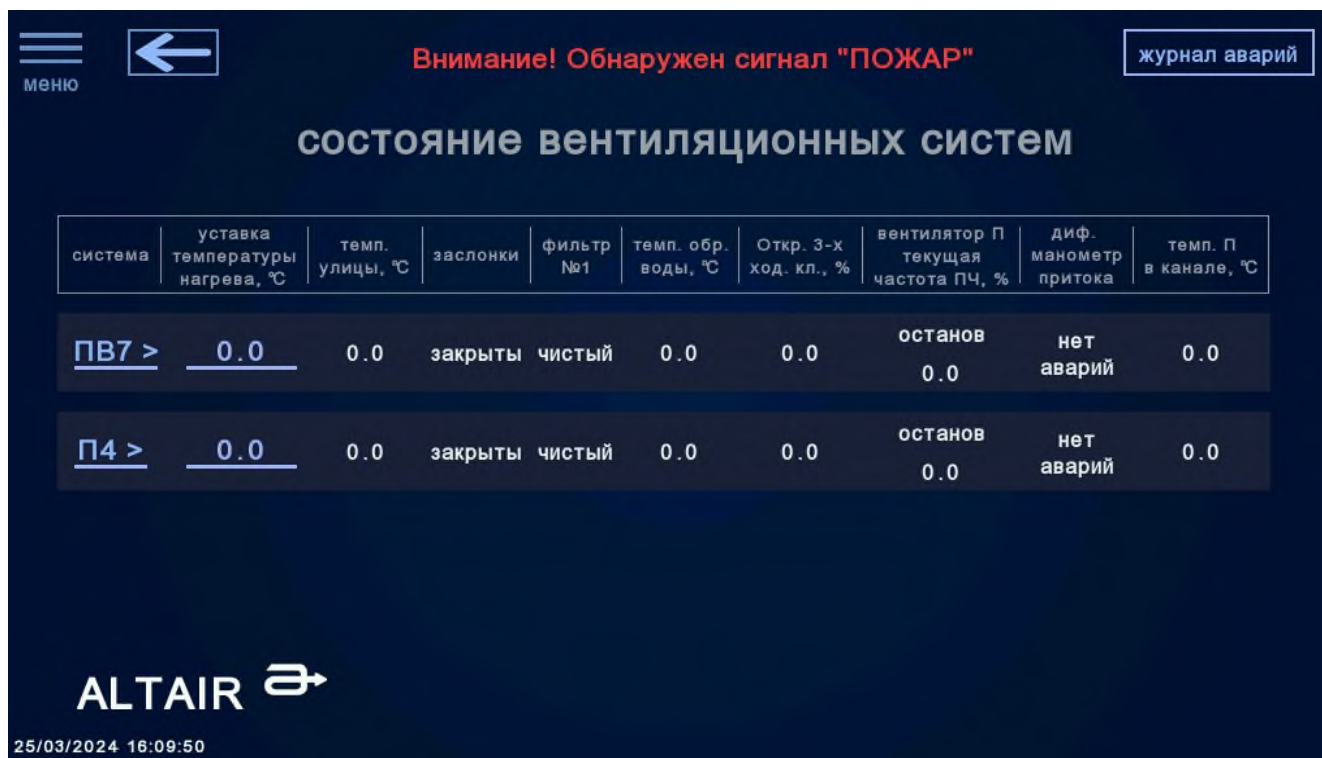 Внимание! Обнаружен сигнал "ПОЖАР"
журнал аварий
меню
состояние вентиляционных систем
система
уставка
температуры
нагрева, °C
темп.
улицы, °C
заслонки
фильтр
№1
темп. обр.
воды, °C
Откр. 3-х
ход. кл., %
вентилятор П
текущая
частота ПЧ, %
диф.
манометр
притока
темп. П
в канале, °C
ПВ7 >
0.0
0.0
закрыты
чистый
0.0
0.0
останов
0.0
нет
аварий
0.0
П4 >
0.0
0.0
закрыты
чистый
0.0
0.0
останов
0.0
нет
аварий
0.0
ALTAIR
25/03/2024 16:09:50